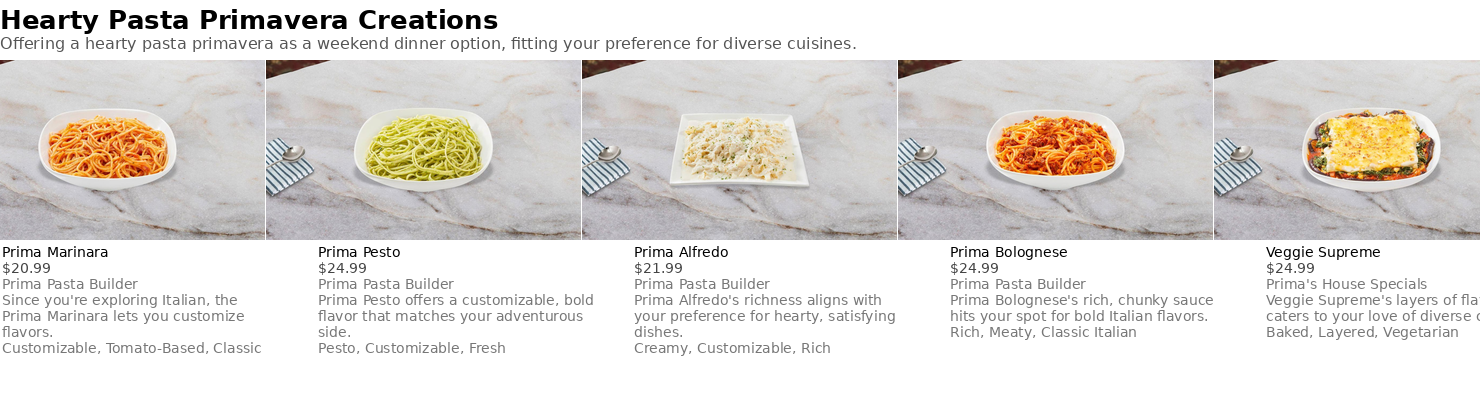 Hearty Pasta Primavera Creations
Offering a hearty pasta primavera as a weekend dinner option, fitting your preference for diverse cuisines.
Prima Marinara
$20.99
Prima Pasta Builder
Since you're exploring Italian, the
Prima Marinara lets you customize
flavors.
Customizable, Tomato-Based, Classic
Prima Pesto
$24.99
Prima Pasta Builder
Prima Pesto offers a customizable, bold
flavor that matches your adventurous
side.
Pesto, Customizable, Fresh
Prima Alfredo
$21.99
Prima Pasta Builder
Prima Alfredo's richness aligns with
your preference for hearty, satisfying
dishes.
Creamy, Customizable, Rich
Prima Bolognese
$24.99
Prima Pasta Builder
Prima Bolognese's rich, chunky sauce
hits your spot for bold Italian flavors.
Rich, Meaty, Classic Italian
Veggie Supreme
$24.99
Prima's House Specials
Veggie Supreme's layers of
caters to your love of diverse
Baked, Layered, Vegetarian